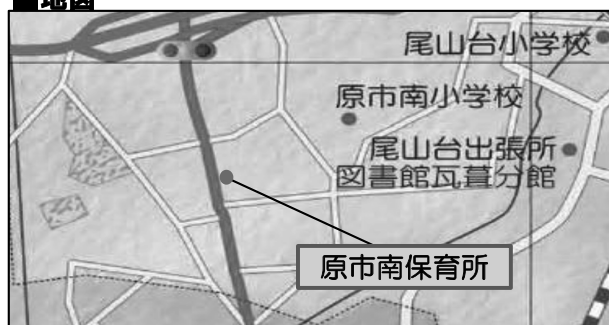 ■地図
尾山台小学校
原市南小学校
尾山台出張所
図書館瓦葺分館
原市南保育所